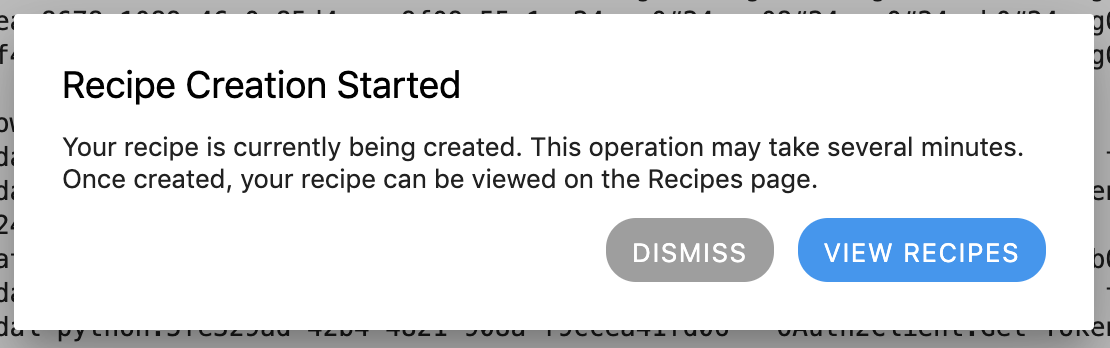 Recipe Creation Started
Your recipe is currently being created. This operation may take several minutes.
Once created, your recipe can be viewed on the Recipes page.
DISMISS
VIEW RECIPES